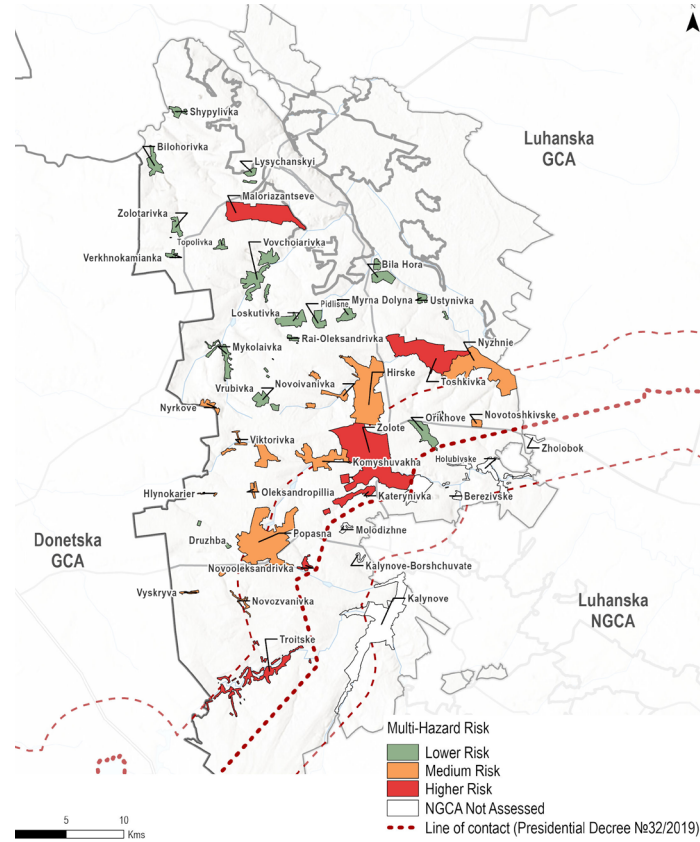 N
Shypylivka
Luhanska
GCA
Bilohorivka
Lysychanskyi
Maloriazantseve
Zolotarivka
Topolivka
Vovchoiarivka
Verkhnokamianka
Bila Hora
Pidlisne
Myrna Dolyna
Ustynivka
Loskutivka
Rai-Oleksandrivka
Nyzhnie
Mykolaivka
Hirske
Toshkivka
Novoivanivka
Vrubivka
Nyrkove
Orikhove
Novotoshkivske
Zolote
Viktorivka
Zholobok
Holubivske
Komyshuvakha
Hlynokarier
Oleksandropillia
Katerynivka
Berezivske
Molodizhne
Popasna
Druzhba
Donetska
GCA
Novooleksandrivka
Kalynove-Borshchuvate
Vyskryva
Novozvanivka
Kalynove
Luhanska
NGCA
Troitske
Multi-Hazard Risk
Lower Risk
Medium Risk
Higher Risk
NGCA Not Assessed
Line of contact (Presidential Decree №32/2019)
5 10
Kms